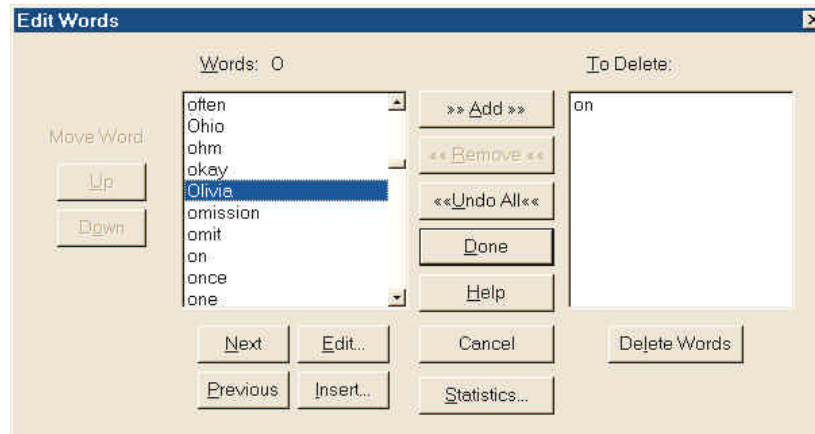 Edit Words
Words: O
To Delete:
often
Ohio
ohm
okay
Olivia
omission
omit
on
once
one
Move Word
Up
Down
»» Add »»
«« Remove ««
««Undo All««
Done
Help
Cancel
Statistics...
on
Next
Edit...
Previous
Insert...
Delete Words